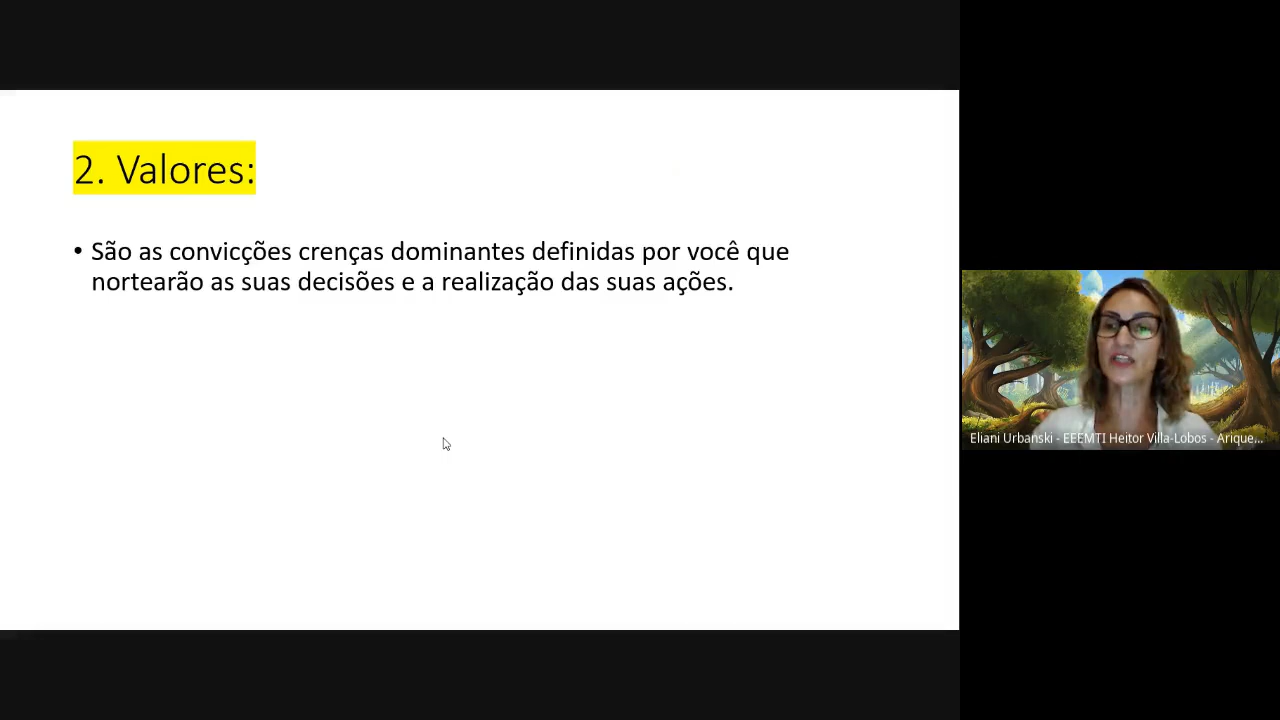 2. Valores:
• São as convicções crenças dominantes definidas por você que
nortearão as suas decisões e a realização das suas ações.
Eliani Urbanski - EEEMTI Heitor Villa-Lobos - Arique...